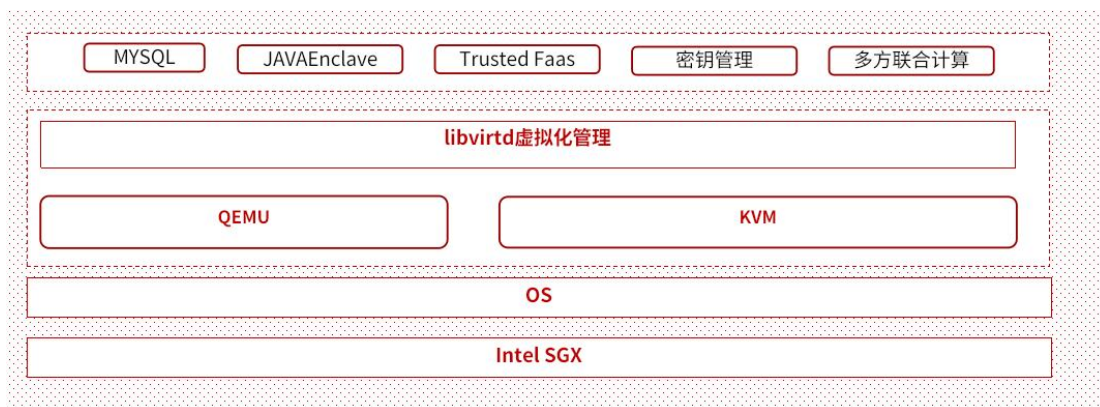 MYSQL
JAVAEnclave
Trusted Faas
密钥管理
多方联合计算
libvirtd虚拟化管理
QEMU
KVM
OS
Intel SGX